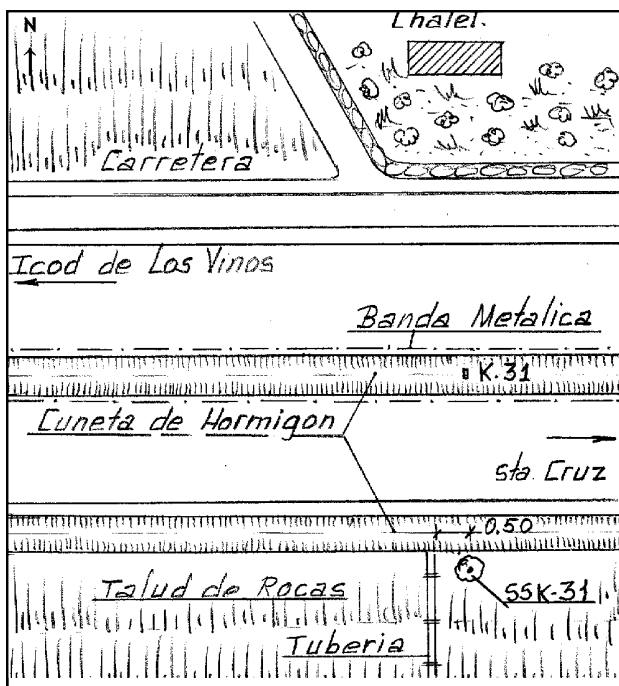 Chalet.
N
Carretera
Icod de Los Vinos
Banda Metalica
K.31
Cuneta de Hormigon
Sta. Cruz
0.50
Talud de Rocas
SSK-31
Tuberia